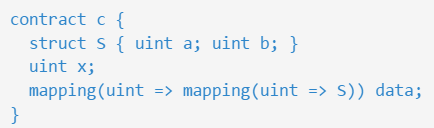 contract c {
  struct S { uint a; uint b; }
  uint x;
  mapping(uint => mapping(uint => S)) data;
}